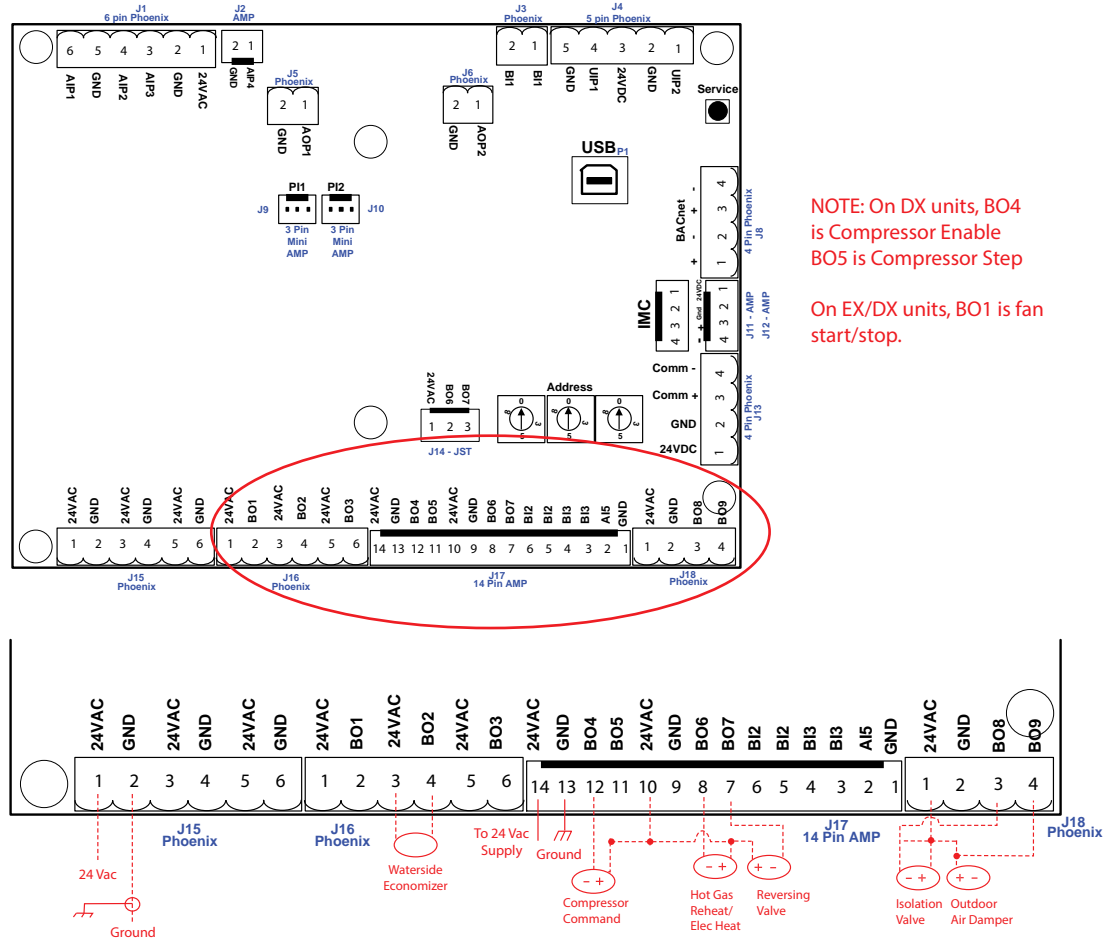 J1
6 pin Phoenix
6 5 4 3 2 1
AIP1 GND AIP2 AIP3 GND 24VAC
J2
AMP
2 1
GND AIP4
J5
Phoenix
2 1
GND AOP1
J6
Phoenix
2 1
GND AOP2
J3
Phoenix
2 1
BI1 BI1
J4
5 pin Phoenix
5 4 3 2 1
GND UIP1 24VDC GND UIP2
Service
USB P1
PI1 PI2
J9 J10
3 Pin
Mini
AMP
3 Pin
Mini
AMP
BACnet
- + - +
4 3 2 1
4 Pin Phoenix
J8
IMC
4 3 2 1
- + Gnd 24VDC
4 3 2 1
J11 - AMP
J12 - AMP
Comm -
Comm +
GND
24VDC
4 3 2 1
4 Pin Phoenix
J13
NOTE: On DX units, BO4
is Compressor Enable
BO5 is Compressor Step
On EX/DX units, BO1 is fan
start/stop.
24VAC BO6 BO7
1 2 3
J14 - JST
Address
0 3 5 8
0 3 5 8
0 3 5 8
24VAC GND 24VAC GND 24VAC GND
1 2 3 4 5 6
J15
Phoenix
24VAC BO1 24VAC BO2 24VAC BO3
1 2 3 4 5 6
J16
Phoenix
24VAC GND BO4 BO5 24VAC GND BO6 BO7 BI2 BI2 BI3 BI3 AI5 GND
14 13 12 11 10 9 8 7 6 5 4 3 2 1
J17
14 Pin AMP
24VAC GND BO8 BO9
1 2 3 4
J18
Phoenix
24VAC GND 24VAC GND 24VAC GND
1 2 3 4 5 6
J15
Phoenix
24VAC BO1 24VAC BO2 24VAC BO3
1 2 3 4 5 6
J16
Phoenix
24VAC GND BO4 BO5 24VAC GND BO6 BO7 BI2 BI2 BI3 BI3 AI5 GND
14 13 12 11 10 9 8 7 6 5 4 3 2 1
J17
14 Pin AMP
24VAC GND BO8 BO9
1 2 3 4
J18
Phoenix
24 Vac
Ground
Waterside
Economizer
To 24 Vac
Supply
Ground
- +
Compressor
Command
- +
Hot Gas
Reheat/
Elec Heat
+ -
Reversing
Valve
- +
Isolation
Valve
+ -
Outdoor
Air Damper